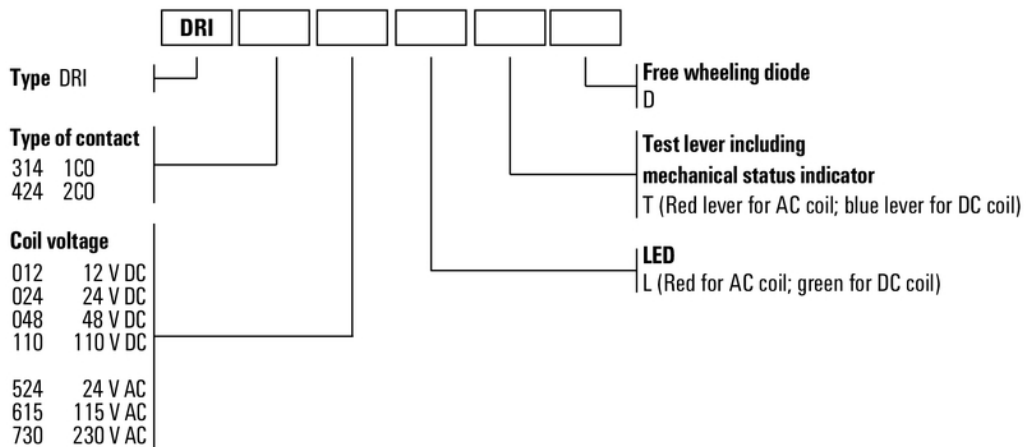 DRI
Type DRI
Type of contact
314 1CO
424 2CO
Coil voltage
012 12 V DC
024 24 V DC
048 48 V DC
110 110 V DC
524 24 V AC
615 115 V AC
730 230 V AC
Free wheeling diode
D
Test lever including
mechanical status indicator
T (Red lever for AC coil; blue lever for DC coil)
LED
L (Red for AC coil; green for DC coil)